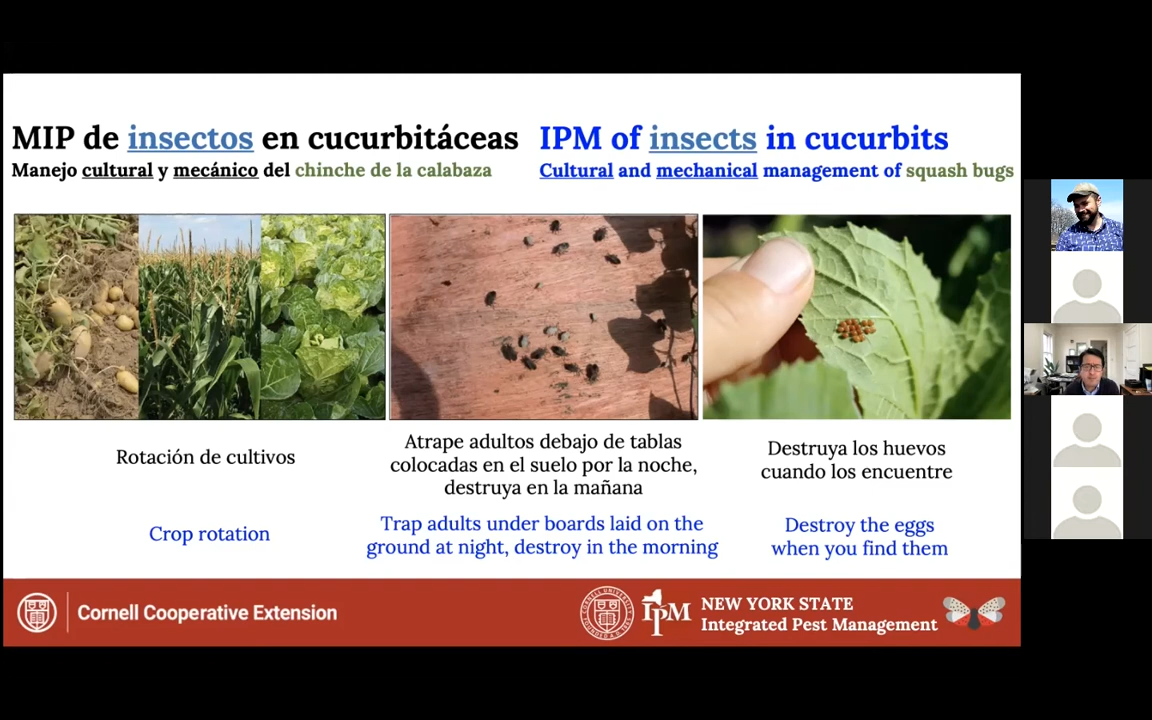 MIP de insectos en cucurbitáceas
Manejo cultural y mecánico del chinche de la calabaza
IPM of insects in cucurbits
Cultural and mechanical management of squash bugs
Rotación de cultivos
Crop rotation
Atrape adultos debajo de tablas
colocadas en el suelo por la noche,
destruya en la mañana
Trap adults under boards laid on the
ground at night, destroy in the morning
Destruya los huevos
cuando los encuentre
Destroy the eggs
when you find them
Cornell Cooperative Extension
IPM
NEW YORK STATE
Integrated Pest Management